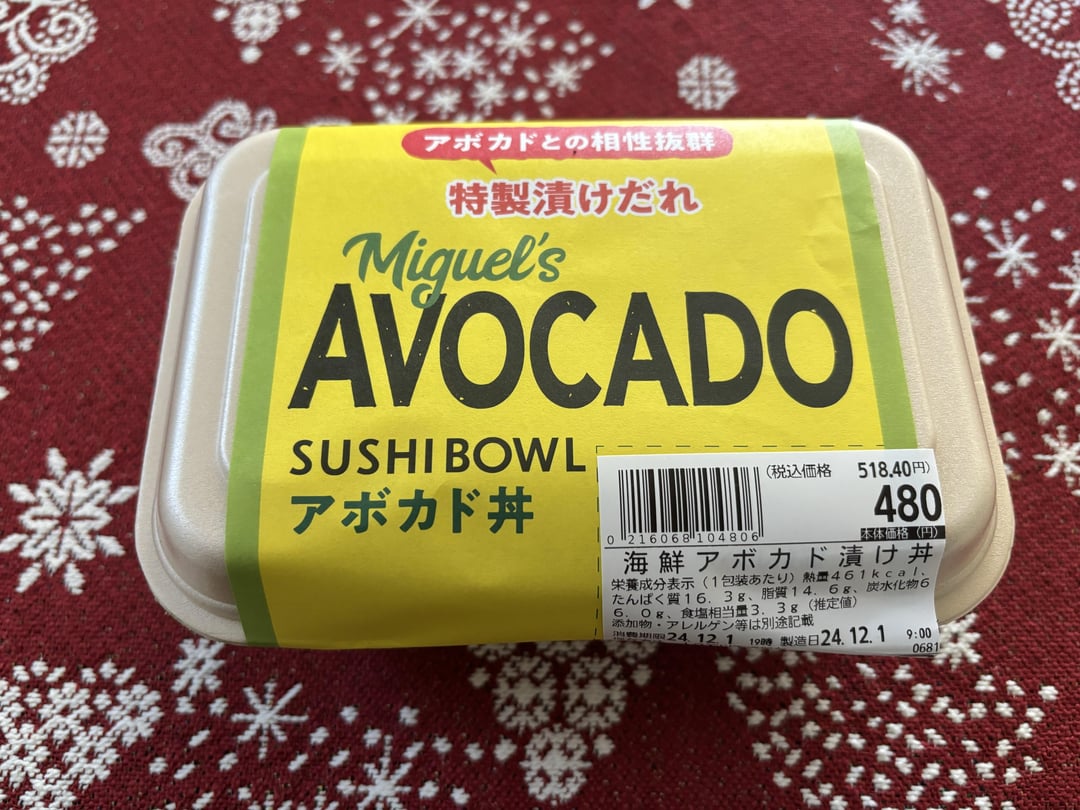 アボカドとの相性抜群
特製漬けだれ
Miguel's
AVOCADO
SUSHI BOWL
アボカド丼
(税込価格 518.40円)
480
本体価格 (円)
0 216068 104806
海鮮アボカド漬け丼
栄養成分表示(1包装あたり)熱量461kcal、
たんぱく質16.3g、脂質14.6g、炭水化物6
6.0g、食塩相当量3.3g(推定値)
添加物・アレルゲン等は別途記載
消費期限24.12.1 19時 製造日24.12.1 9:00
0681